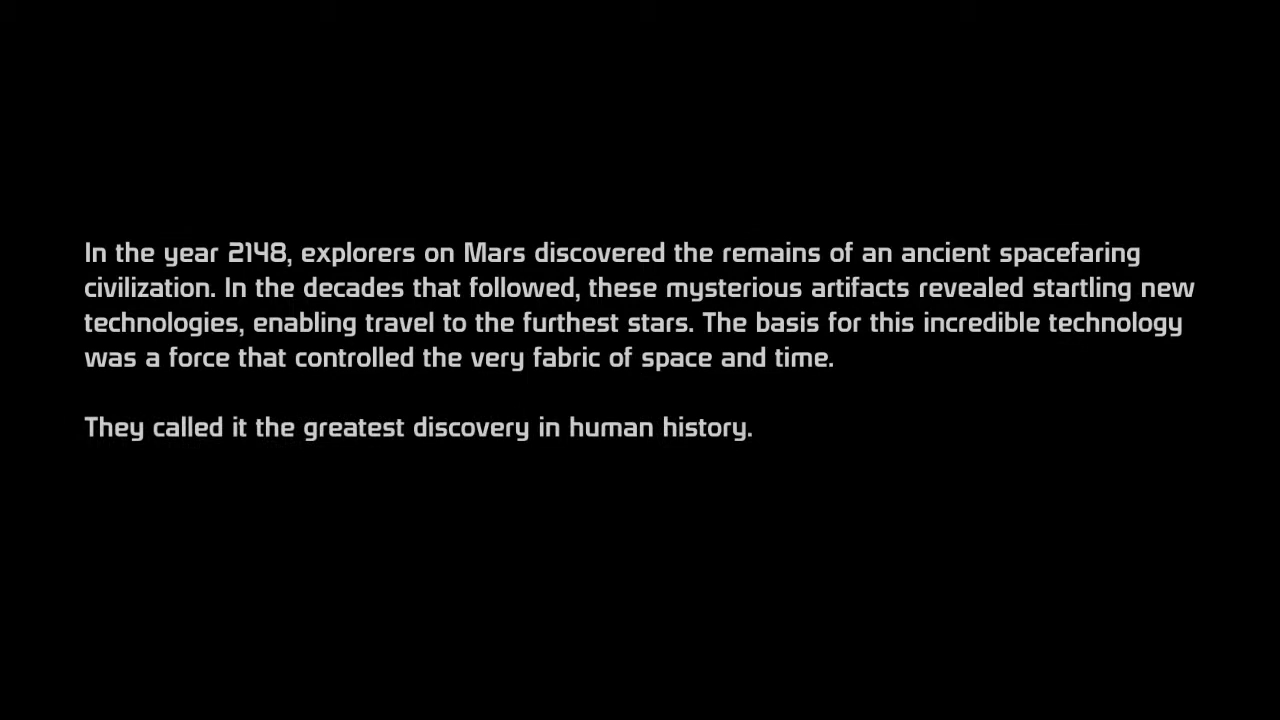 In the year 2148, explorers on Mars discovered the remains of an ancient spacefaring
civilization. In the decades that followed, these mysterious artifacts revealed startling new
technologies, enabling travel to the furthest stars. The basis for this incredible technology
was a force that controlled the very fabric of space and time.
They called it the greatest discovery in human history.